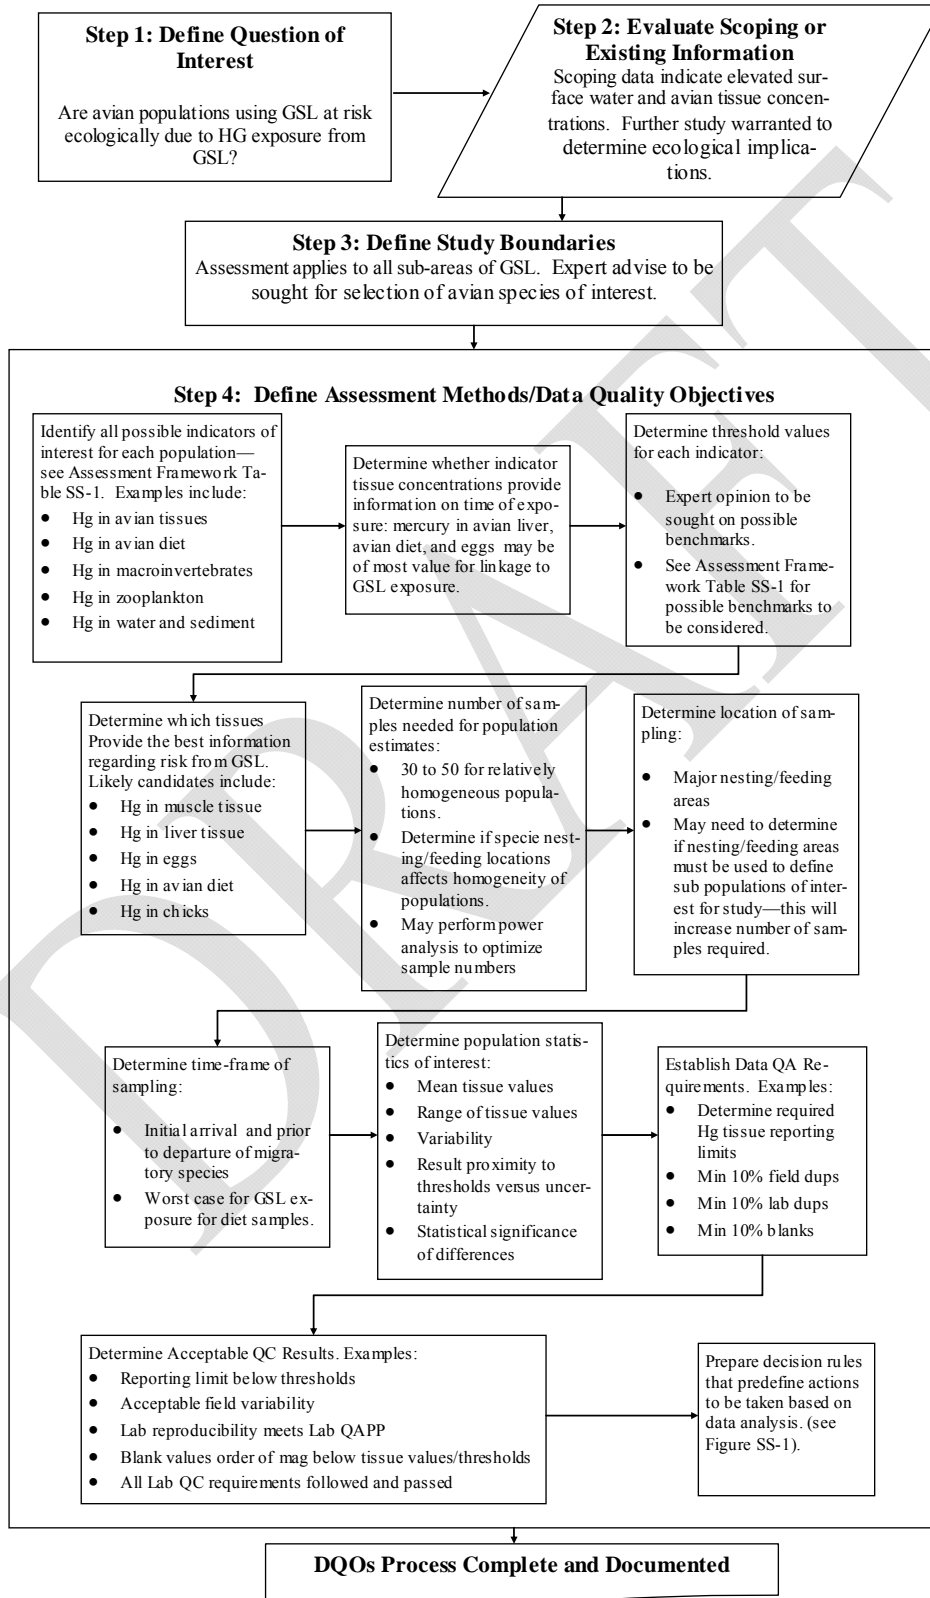 Step 1: Define Question of
Interest
Are avian populations using GSL at risk
ecologically due to HG exposure from
GSL?
Step 2: Evaluate Scoping or
Existing Information
Scoping data indicate elevated sur-
face water and avian tissue concen-
trations.  Further study warranted to
determine ecological implica-
tions.
Step 3: Define Study Boundaries
Assessment applies to all sub-areas of GSL.  Expert advise to be
sought for selection of avian species of interest.
Step 4:  Define Assessment Methods/Data Quality Objectives
Identify all possible indicators of
interest for each population—
see Assessment Framework Ta-
ble SS-1.  Examples include:
● Hg in avian tissues
● Hg in avian diet
● Hg in macroinvertebrates
● Hg in zooplankton
● Hg in water and sediment
Determine whether indicator
tissue concentrations provide
information on time of ex-
posure: mercury in avian liver,
avian diet, and eggs  may be
of most value for linkage to
GSL exposure.
Determine threshold values
for each indicator:
● Expert opinion to be
sought on possible
benchmarks.
● See Assessment Frame-
work Table SS-1 for
possible benchmarks to
be considered.
Determine which tissues
Provide the best information
regarding risk from GSL.
Likely candidates include:
● Hg in muscle tissue
● Hg in liver tissue
● Hg in eggs
● Hg in avian diet
● Hg in chicks
Determine number of sam-
ples needed for population
estimates:
● 30 to 50 for relatively
homogeneous popula-
tions.
● Determine if specie nest-
ing/feeding locations
affects homogeneity of
populations.
● May perform power
analysis to optimize
sample numbers
Determine location of sam-
pling:
● Major nesting/feeding
areas
● May need to determine
if nesting/feeding areas
must be used to define
sub populations of inter-
est for study—this will
increase number of sam-
ples required.
Determine time-frame of
sampling:
● Initial arrival  and prior
to departure of migra-
tory species
● Worst case for GSL ex-
posure for diet samples.
Determine population statis-
tics of interest:
● Mean tissue values
● Range of tissue values
● Variability
● Result proximity to
thresholds versus uncer-
tainty
● Statistical significance
of differences
Establish Data QA Re-
quirements.  Examples:
● Determine required
Hg tissue reporting
limits
● Min 10% field dups
● Min 10% lab dups
● Min 10% blanks
Determine Acceptable QC Results. Examples:
● Reporting limit below thresholds
● Acceptable field variability
● Lab reproducibility meets Lab QAPP
● Blank values order of mag below tissue values/thresholds
● All Lab QC requirements followed and passed
Prepare decision rules
that predefine actions
to be taken based on
data analysis. (see
Figure SS-1).
DQOs Process Complete and Documented
DRAFT